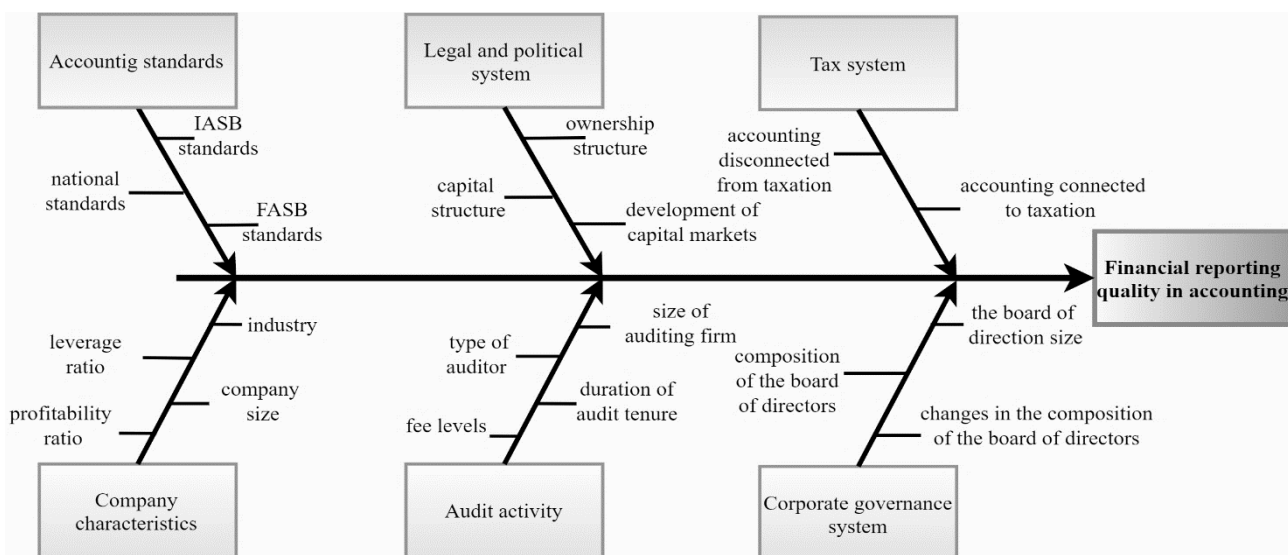 Accountig standards
Legal and political
system
Tax system
IASB
standards
national
standards
FASB
standards
ownership
structure
capital
structure
development of
capital markets
accounting
disconnected
from taxation
accounting connected
to taxation
Financial reporting
quality in accounting
industry
leverage
ratio
company
size
profitability
ratio
size of
auditing firm
type of
auditor
duration of
audit tenure
fee levels
the board of
direction size
composition
of the board
of directors
changes in the composition
of the board of directors
Company
characteristics
Audit activity
Corporate governance
system